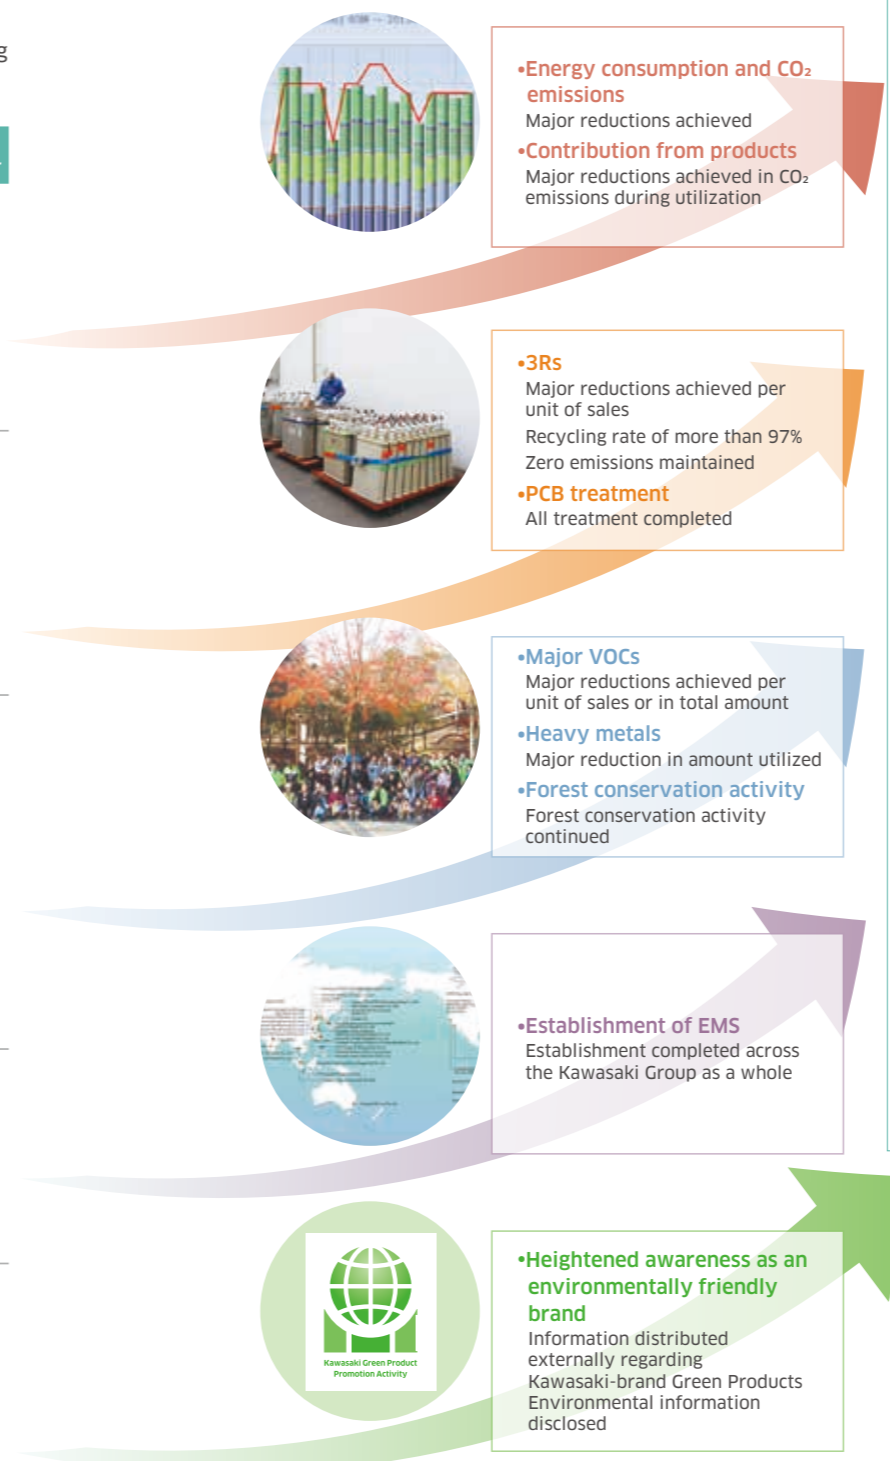 g
•Energy consumption and CO₂
emissions
Major reductions achieved
•Contribution from products
Major reductions achieved in CO₂
emissions during utilization
•3Rs
Major reductions achieved per
unit of sales
Recycling rate of more than 97%
Zero emissions maintained
•PCB treatment
All treatment completed
•Major VOCs
Major reductions achieved per
unit of sales or in total amount
•Heavy metals
Major reduction in amount utilized
•Forest conservation activity
Forest conservation activity
continued
•Establishment of EMS
Establishment completed across
the Kawasaki Group as a whole
Kawasaki Green Product
Promotion Activity
•Heightened awareness as an
environmentally friendly
brand
Information distributed
externally regarding
Kawasaki-brand Green Products
Environmental information
disclosed